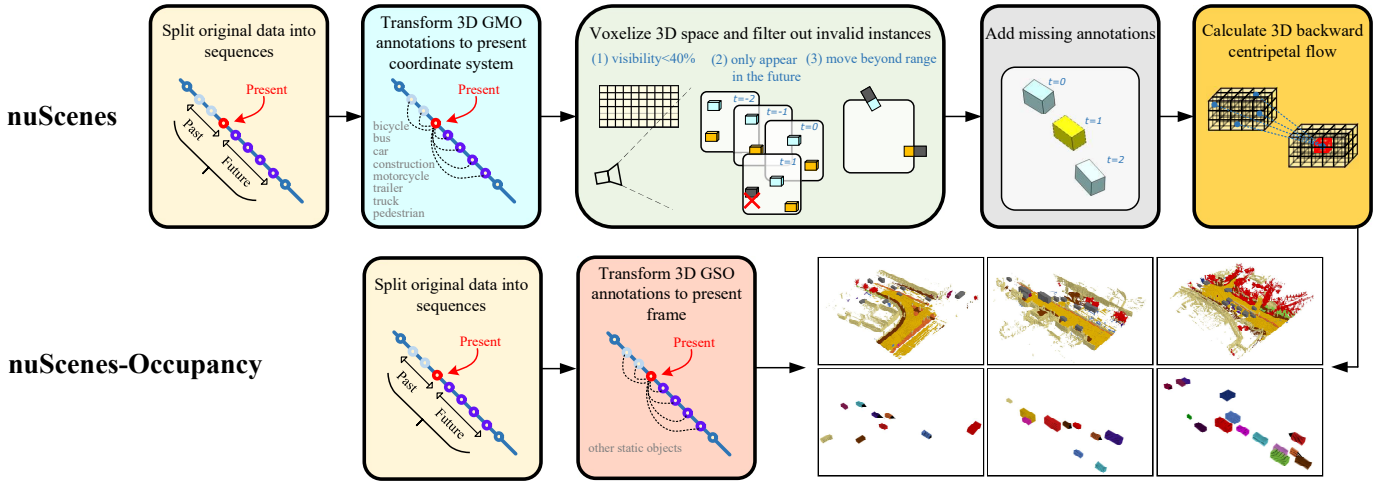 nuScenes
Split original data into
sequences
Present
Past
Future
Transform 3D GMO
annotations to present
coordinate system
Present
bicycle
bus
car
construction
motorcycle
trailer
truck
pedestrian
Voxelize 3D space and filter out invalid instances
(1) visibility<40%
(2) only appear
in the future
(3) move beyond range
t=-2
t=-1
t=0
t=1
Add missing annotations
t=0
t=1
t=2
Calculate 3D backward
centripetal flow
nuScenes-Occupancy
Split original data into
sequences
Present
Past
Future
Transform 3D GSO
annotations to present
frame
Present
other static objects